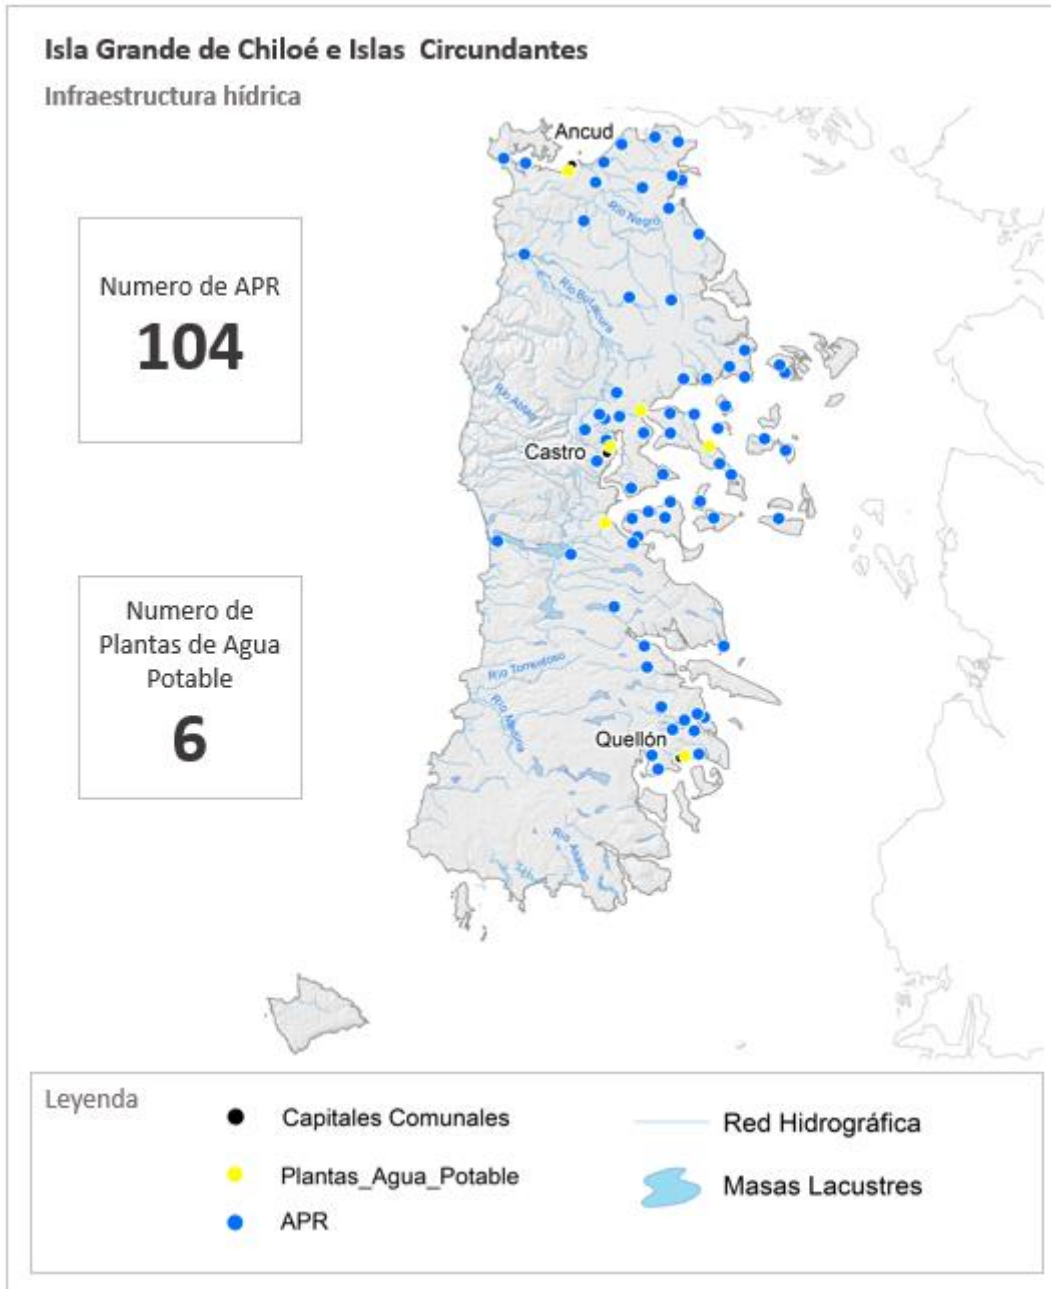 Isla Grande de Chiloé e Islas Circundantes
Infraestructura hídrica
Numero de APR
104
Numero de
Plantas de Agua
Potable
6
Ancud
Río Negro
Río Butalcura
Río Abtao
Castro
Río Torrentoso
Río Medina
Quellón
Río Asasao
Leyenda
Capitales Comunales
Plantas_Agua_Potable
APR
Red Hidrográfica
Masas Lacustres